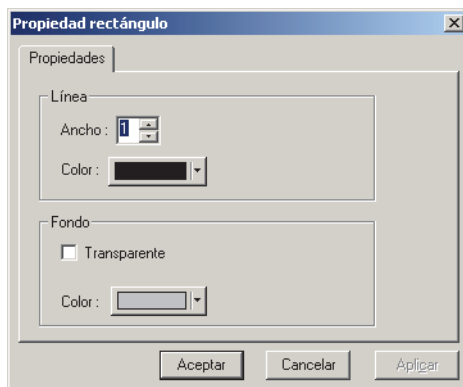 Propiedad rectángulo
Propiedades
Línea
Ancho : 1
Color :
Fondo
Transparente
Color :
Aceptar Cancelar Aplicar